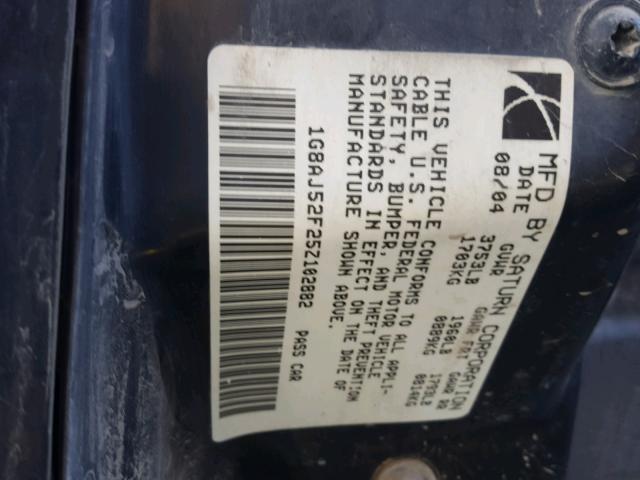 MFD BY SATURN CORPORATION
DATE GVWR GAWR FRT GAWR RR
08/04 3753LB 1960LB 1793LB
1703KG 0889KG 0814KG
THIS VEHICLE CONFORMS TO ALL APPLI-
CABLE U.S. FEDERAL MOTOR VEHICLE
SAFETY, BUMPER, AND THEFT PREVENTION
STANDARDS IN EFFECT ON THE DATE OF
MANUFACTURE SHOWN ABOVE.
1G8AJ52F25Z102882 PASS CAR